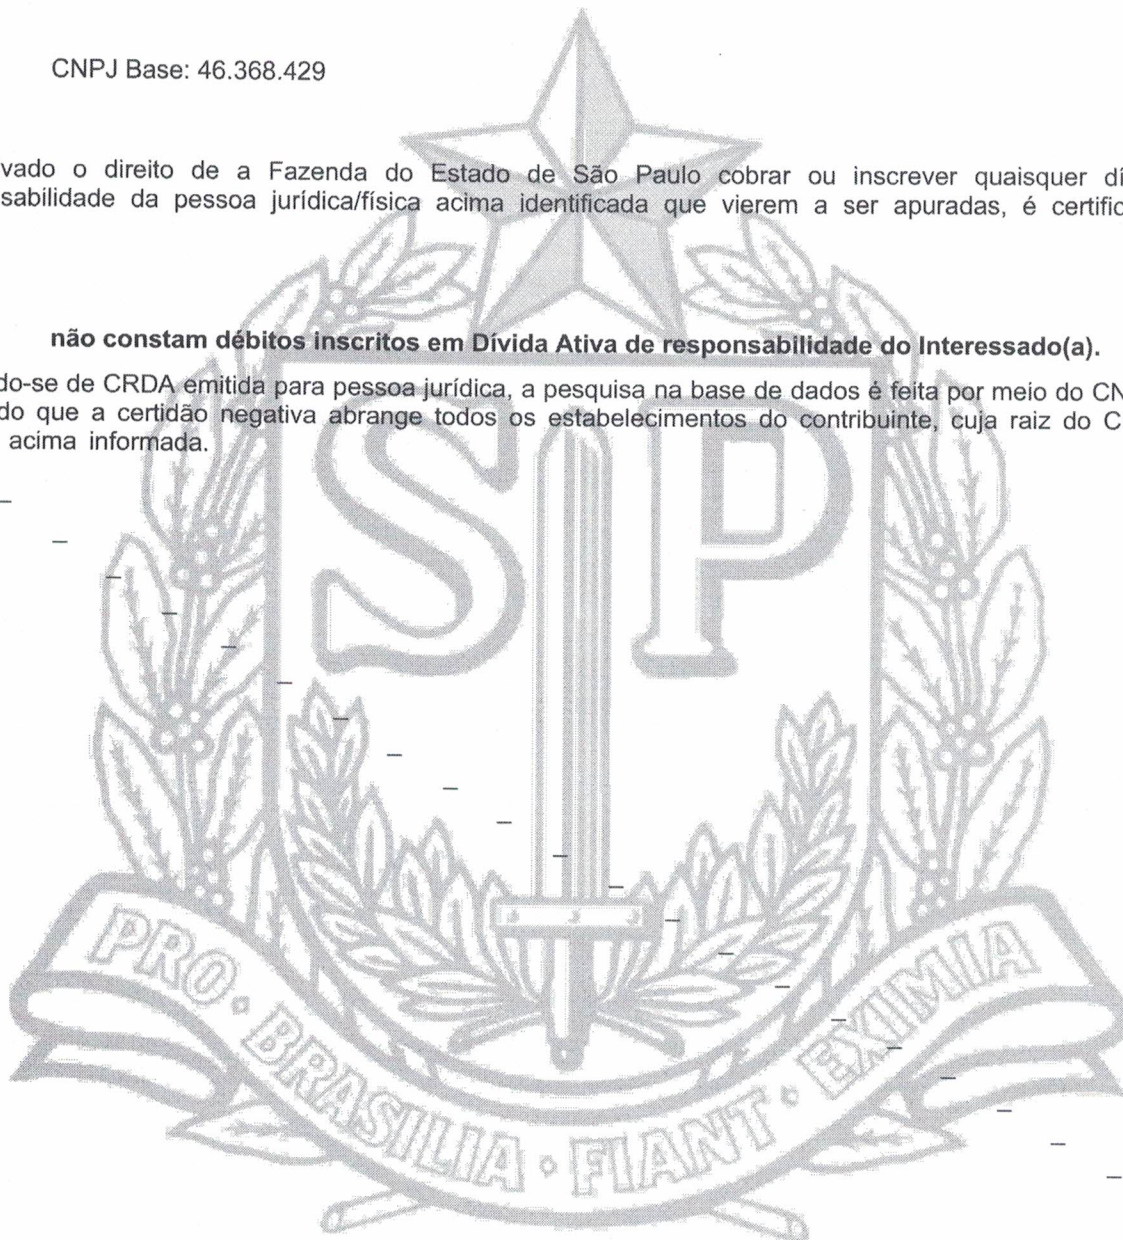 CNPJ Base: 46.368.429
vado o direito de a Fazenda do Estado de São Paulo cobrar ou inscrever quaisquer dí
sabilidade da pessoa jurídica/física acima identificada que vierem a ser apuradas, é certific
não constam débitos inscritos em Dívida Ativa de responsabilidade do Interessado(a).
do-se de CRDA emitida para pessoa jurídica, a pesquisa na base de dados é feita por meio do CN
do que a certidão negativa abrange todos os estabelecimentos do contribuinte, cuja raiz do C
acima informada.
SP
PRO · BRASILIA · FIANT · EXIMIA